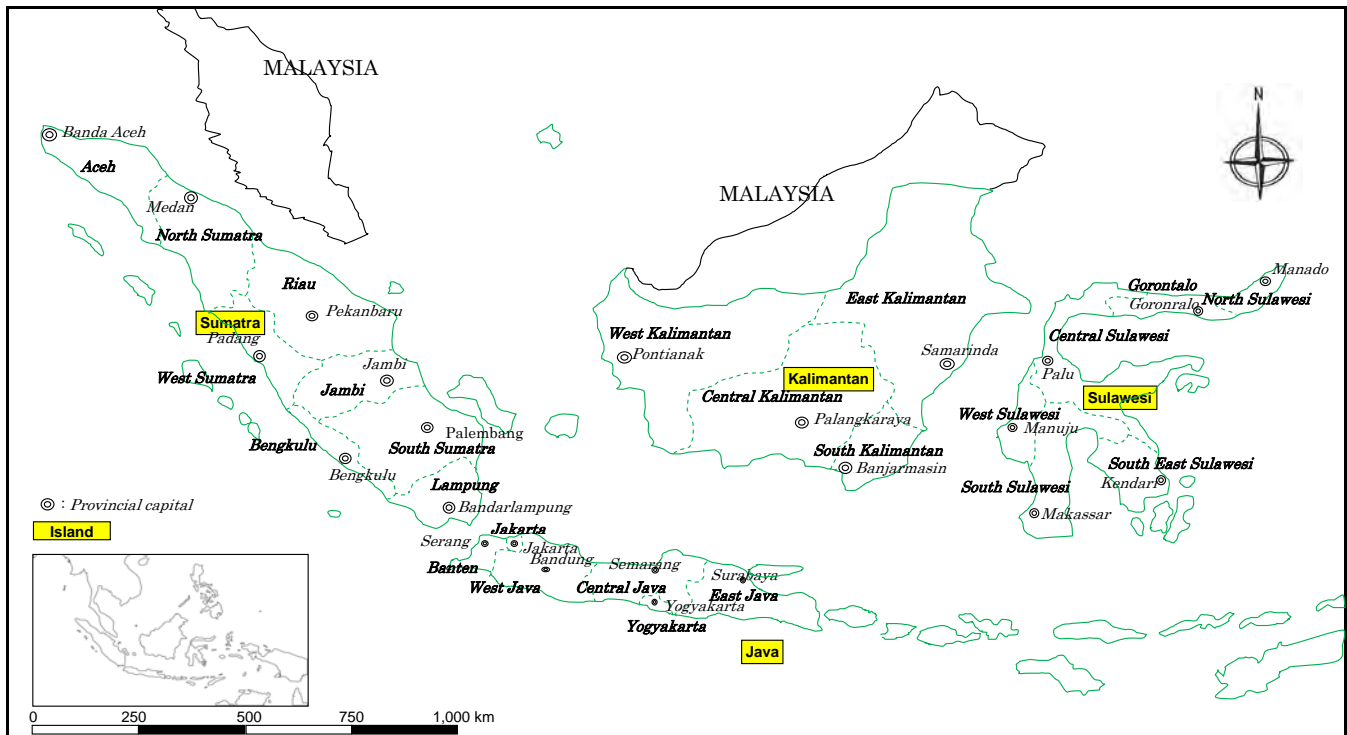 MALAYSIA
N
Banda Aceh
Aceh
MALAYSIA
Medan
North Sumatra
Manado
Riau
Gorontalo
East Kalimantan
North Sulawesi
Goronralo
Pekanbaru
Sumatra
West Kalimantan
Central Sulawesi
Padang
Pontianak
Samarinda
Jambi
Palu
West Sumatra
Kalimantan
Jambi
Central Kalimantan
Sulawesi
West Sulawesi
Palangkaraya
Manuju
Palembang
Bengkulu
South Sumatra
South Kalimantan
Bengkulu
Banjarmasin
South East Sulawesi
Lampung
South Sulawesi
Kendari
: Provincial capital
Bandarlampung
Makassar
Island
Jakarta
Serang
Jakarta
Bandung
Semarang
Banten
Surabaya
West Java
Central Java
East Java
Yogyakarta
Yogyakarta
Java
0 250 500 750 1,000 km